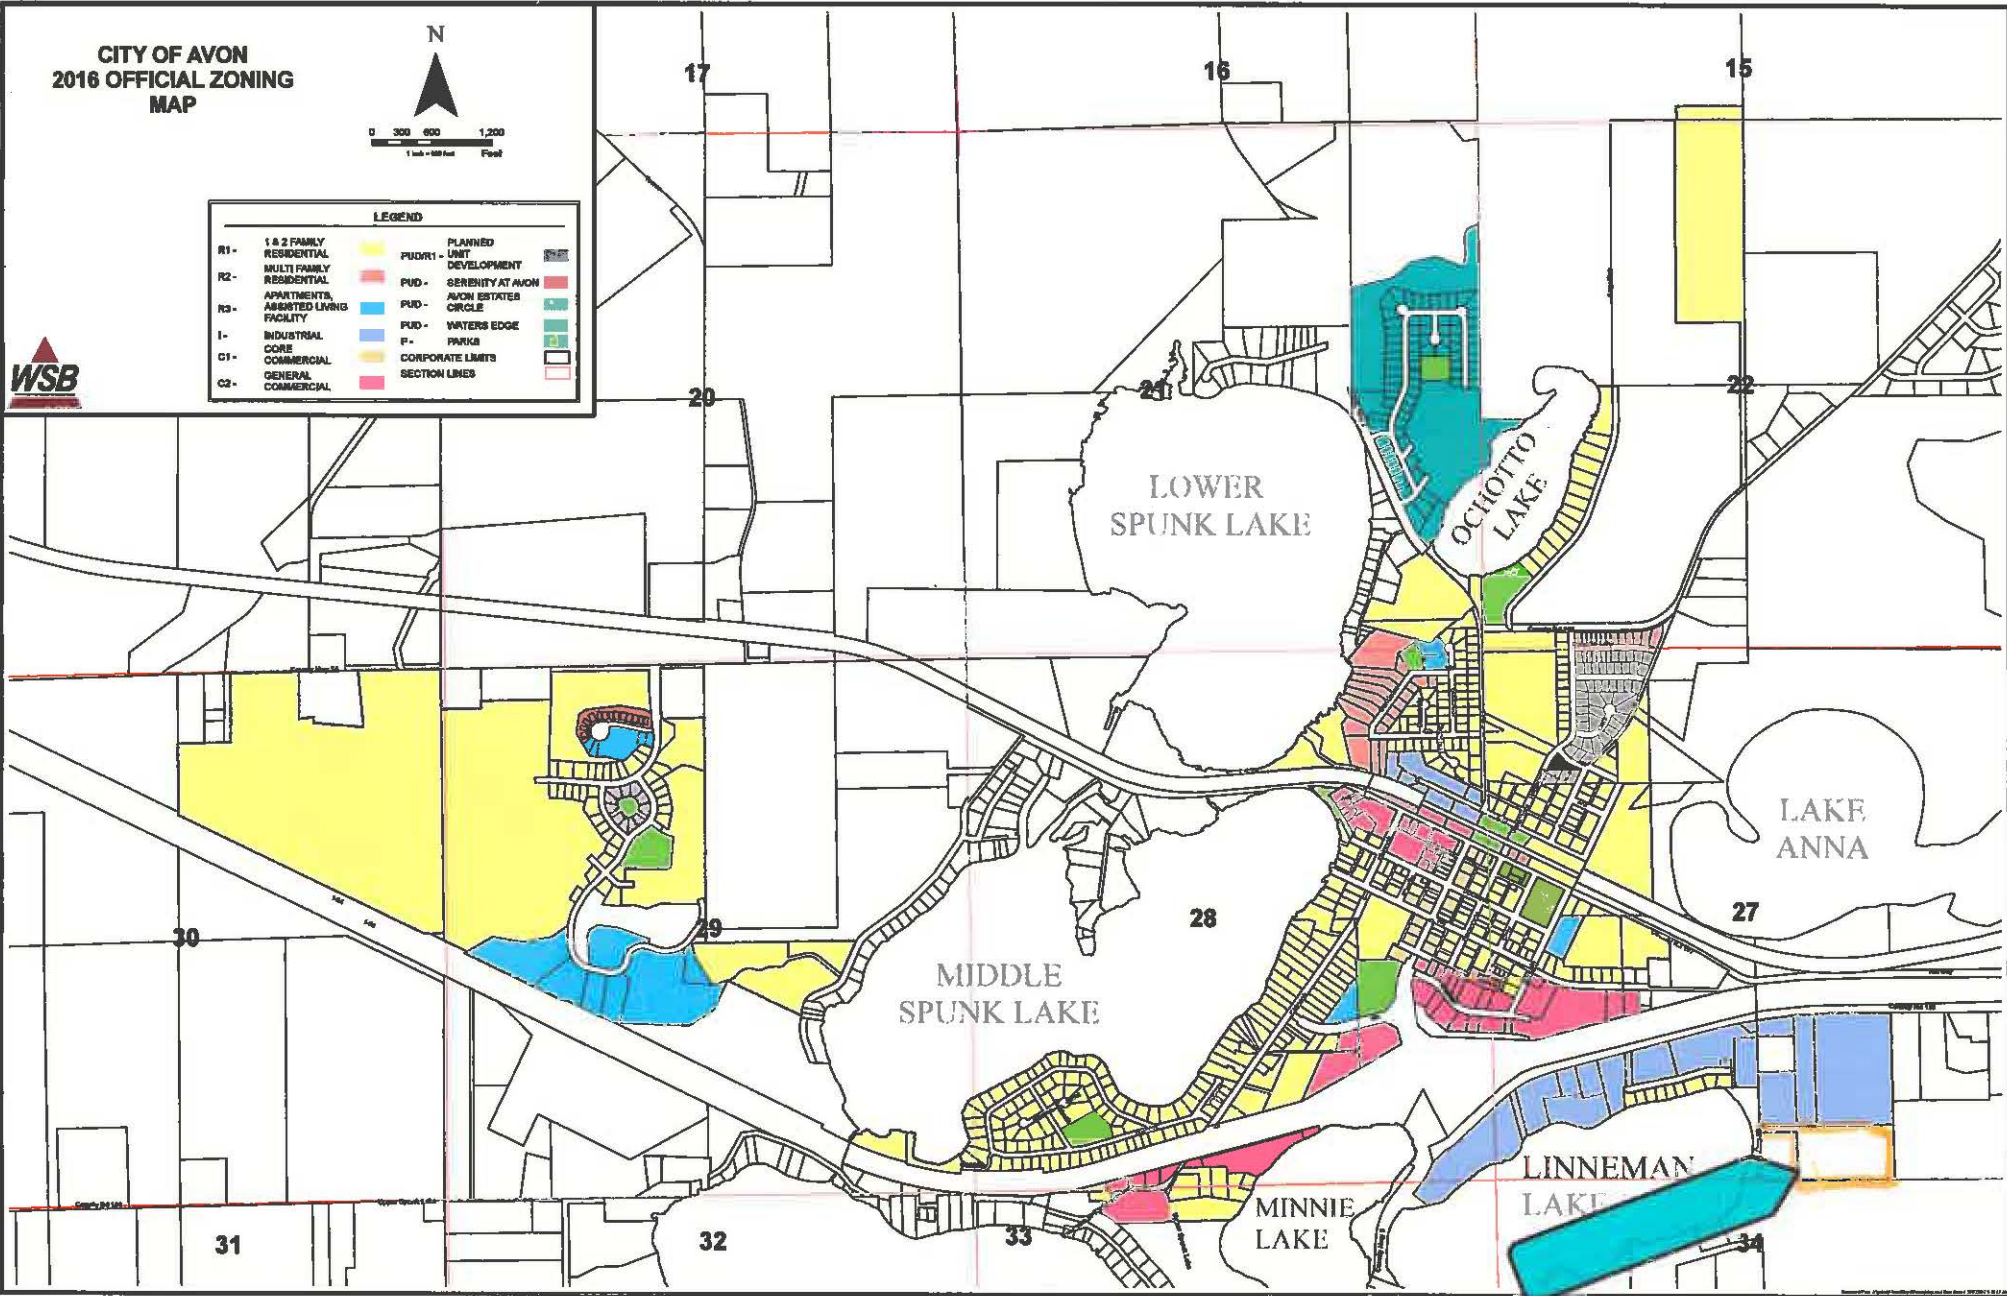 CITY OF AVON
2016 OFFICIAL ZONING
MAP
N
0 300 600 1,200
Feet
LEGEND
R1- 1 & 2 FAMILY RESIDENTIAL
R2- MULTI FAMILY RESIDENTIAL
R3- APARTMENTS, ASSISTED LIVING FACILITY
I- INDUSTRIAL
C1- CORE COMMERCIAL
C2- GENERAL COMMERCIAL
PUD/R1- PLANNED UNIT DEVELOPMENT
PUD- SERENITY AT AVON
PUD- AVON ESTATES CIRCLE
PUD- WATERS EDGE
P- PARKS
CORPORATE LIMITS
SECTION LINES
WSB
17
16
15
20
21
22
LOWER
SPUNK LAKE
OCHOTTO
LAKE
LAKE
ANNA
30
29
28
27
MIDDLE
SPUNK LAKE
LINNEMAN
LAKE
MINNIE
LAKE
31
32
33
34